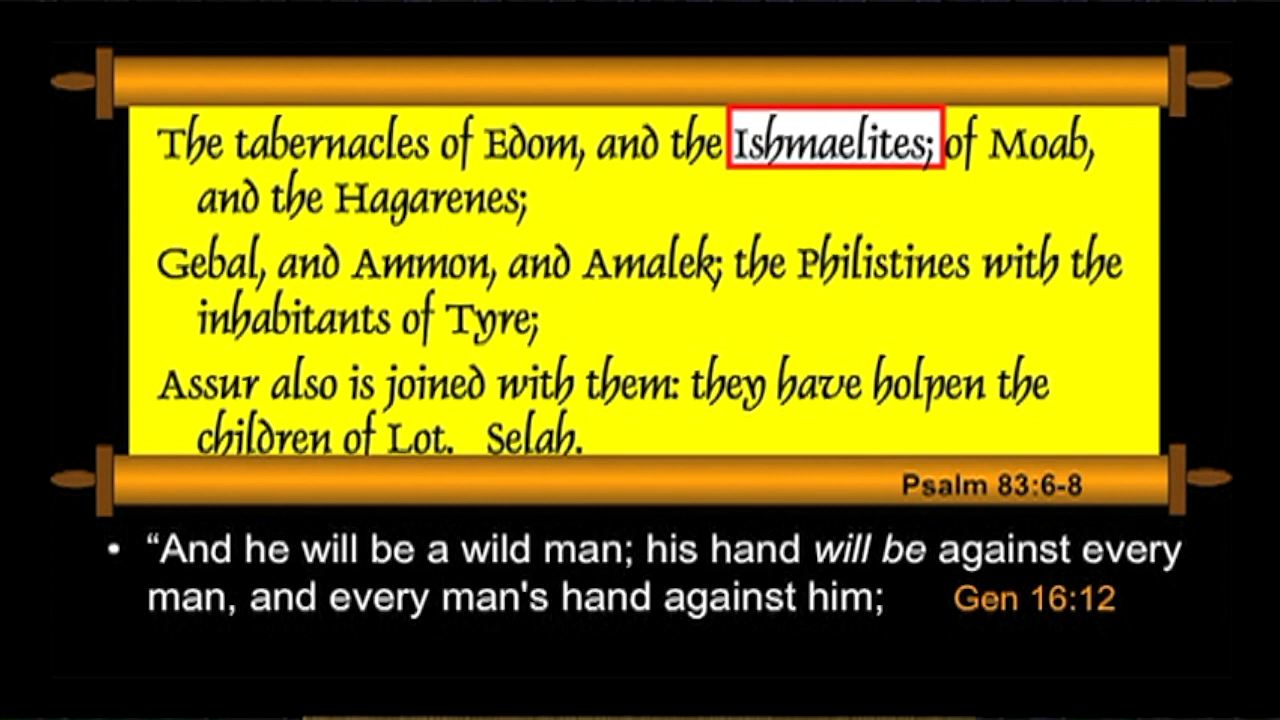 The tabernacles of Edom, and the Ishmaelites; of Moab,
and the Hagarenes;
Gebal, and Ammon, and Amalek; the Philistines with the
inhabitants of Tyre;
Assur also is joined with them: they have holpen the
children of Lot. Selah.
Psalm 83:6-8
• “And he will be a wild man; his hand will be against every
man, and every man's hand against him; Gen 16:12